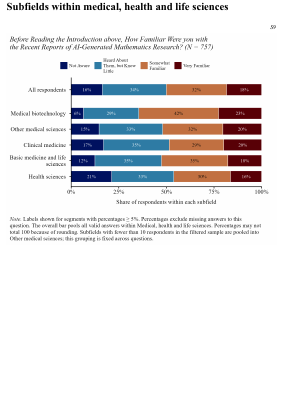 Subfields within medical, health and life sciences
59
Before Reading the Introduction above, How Familiar Were you with
the Recent Reports of AI-Generated Mathematics Research? (N = 757)
Not Aware
Heard About
Them, but Know
Little
Somewhat
Familiar
Very Familiar
All respondents 16% 34% 32% 18%
Medical biotechnology 6% 29% 42% 23%
Other medical sciences 15% 33% 32% 20%
Clinical medicine 17% 35% 29% 20%
Basic medicine and life
sciences
12% 35% 35% 18%
Health sciences 21% 33% 30% 16%
0% 25% 50% 75% 100%
Share of respondents within each subfield
Note. Labels shown for segments with percentages ≥ 5%. Percentages exclude missing answers to this
question. The overall bar pools all valid answers within Medical, health and life sciences. Percentages may not
total 100 because of rounding. Subfields with fewer than 10 respondents in the filtered sample are pooled into
Other medical sciences; this grouping is fixed across questions.